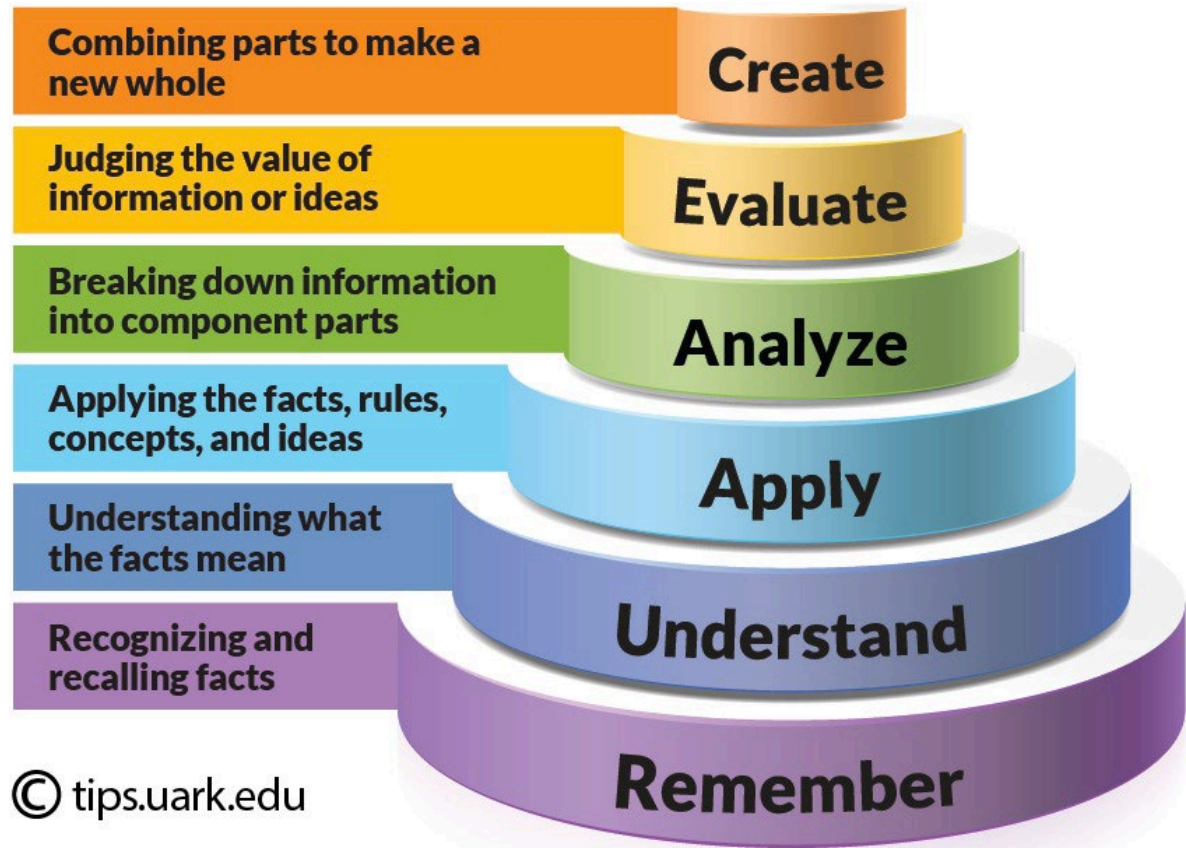 Combining parts to make a
new whole
Create
Judging the value of
information or ideas
Evaluate
Breaking down information
into component parts
Analyze
Applying the facts, rules,
concepts, and ideas
Apply
Understanding what
the facts mean
Understand
Recognizing and
recalling facts
Remember
© tips.uark.edu